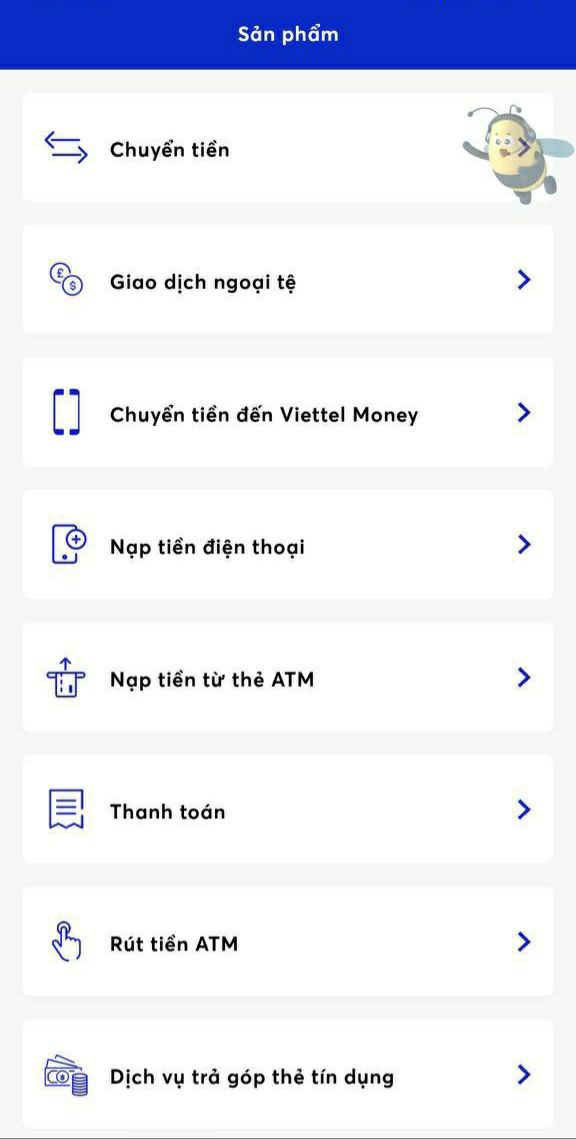 Sản phẩm
Chuyển tiền
Giao dịch ngoại tệ
Chuyển tiền đến Viettel Money
Nạp tiền điện thoại
Nạp tiền từ thẻ ATM
Thanh toán
Rút tiền ATM
Dịch vụ trả góp thẻ tín dụng